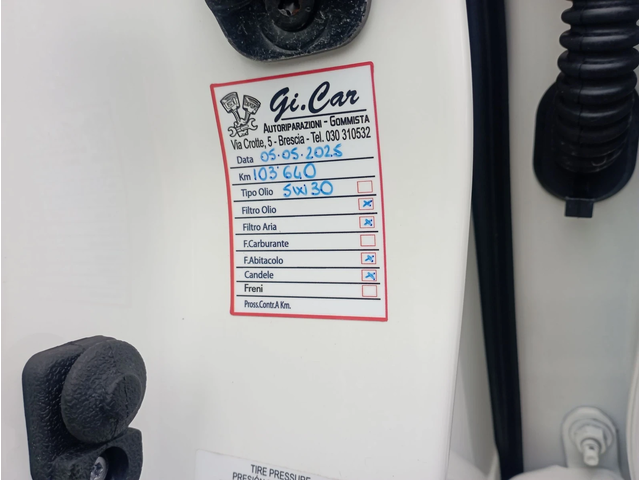 Gi.Car
AUTORIPARAZIONI - GOMMISTA
Via Crotte, 5 - Brescia - Tel. 030 310532
Data 05.05.2025
Km 103'640
Tipo Olio 5W30
Filtro Olio x
Filtro Aria x
F.Carburante
F.Abitacolo x
Candele x
Freni
Pross.Contr.A Km.
TIRE PRESSURE